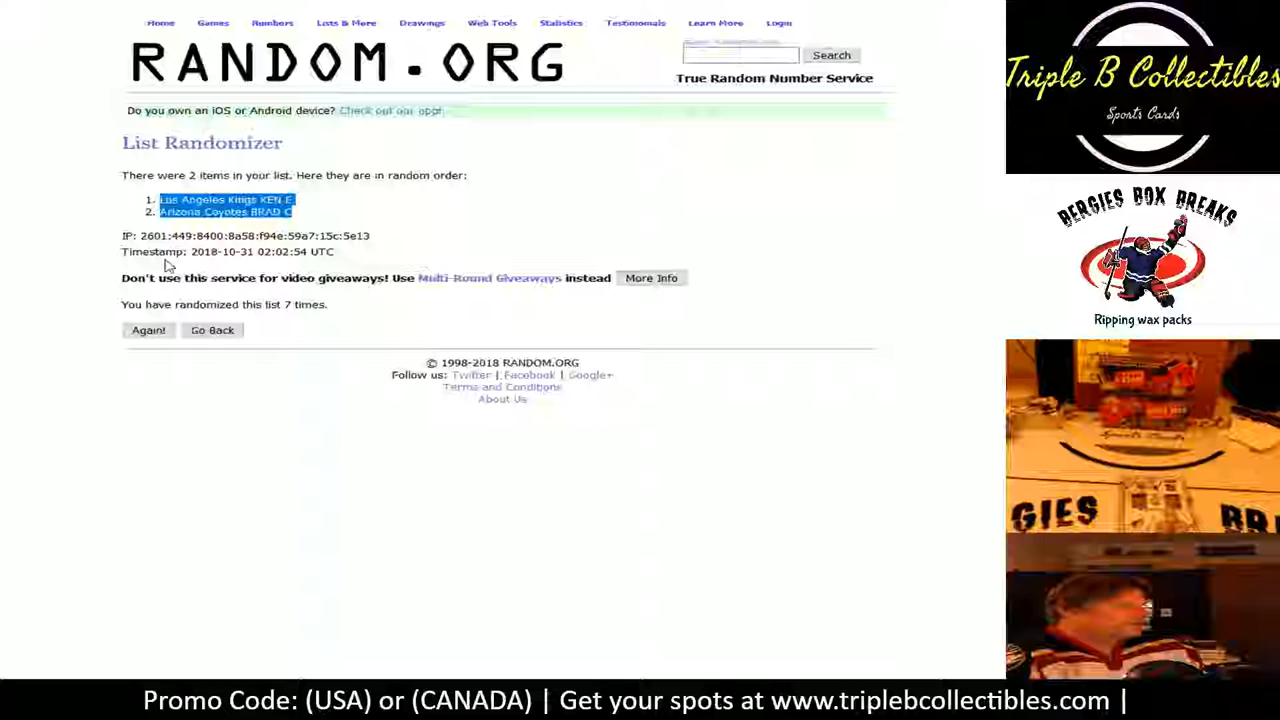 Home Games Numbers Lists & More Drawings Web Tools Statistics Testimonials Learn More Login
RANDOM.ORG
Search
True Random Number Service
Do you own an iOS or Android device? Check out our app!
List Randomizer
There were 2 items in your list. Here they are in random order:
1. Los Angeles Kings KEN E
2. Arizona Coyotes BRAD C
IP: 2601:449:8400:8a58:f94e:59a7:15c:5e13
Timestamp: 2018-10-31 02:02:54 UTC
Don't use this service for video giveaways! Use Multi-Round Giveaways instead More Info
You have randomized this list 7 times.
Again! Go Back
© 1998-2018 RANDOM.ORG
Follow us: Twitter | Facebook | Google+
Terms and Conditions
About Us
Triple B Collectibles
Sports Cards
BERGIES BOX BREAKS
Ripping wax packs
Sports Cards
GIES BR
Promo Code: (USA) or (CANADA) | Get your spots at www.triplebcollectibles.com |